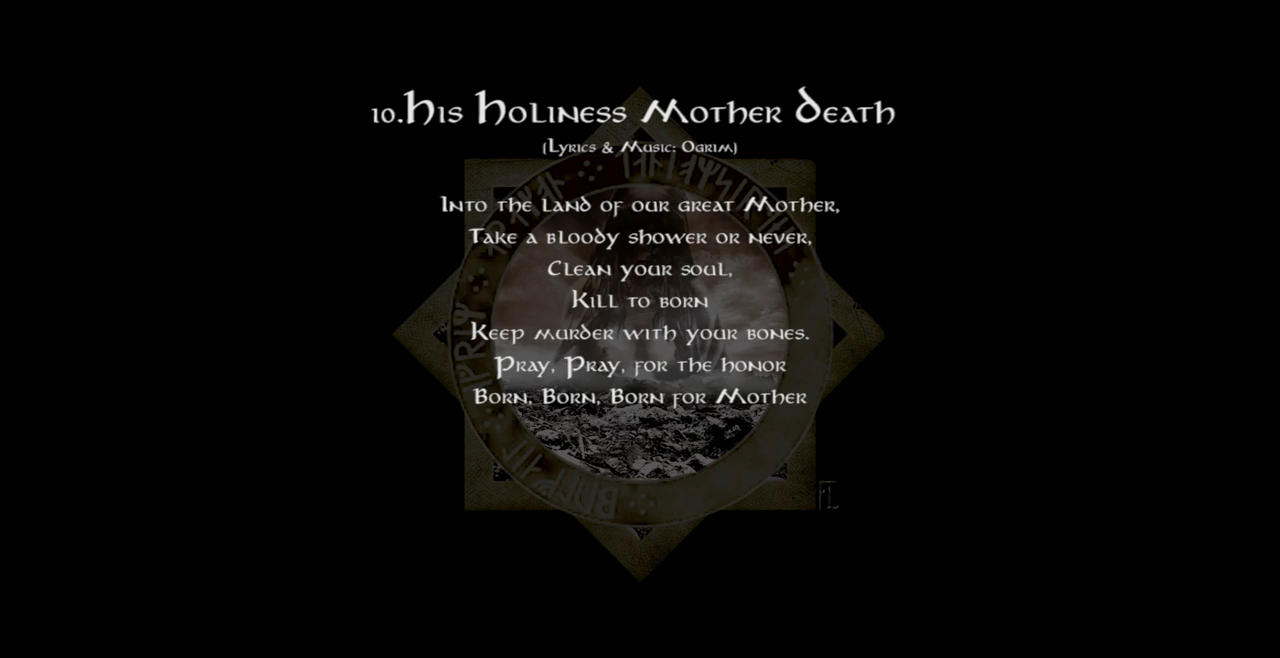 10.His Holiness Mother Death
(Lyrics & Music: Ogrim)
Into the land of our great Mother,
Take a bloody shower or never,
Clean your soul,
Kill to born
Keep murder with your bones.
Pray, Pray, for the honor
Born, Born, Born for Mother